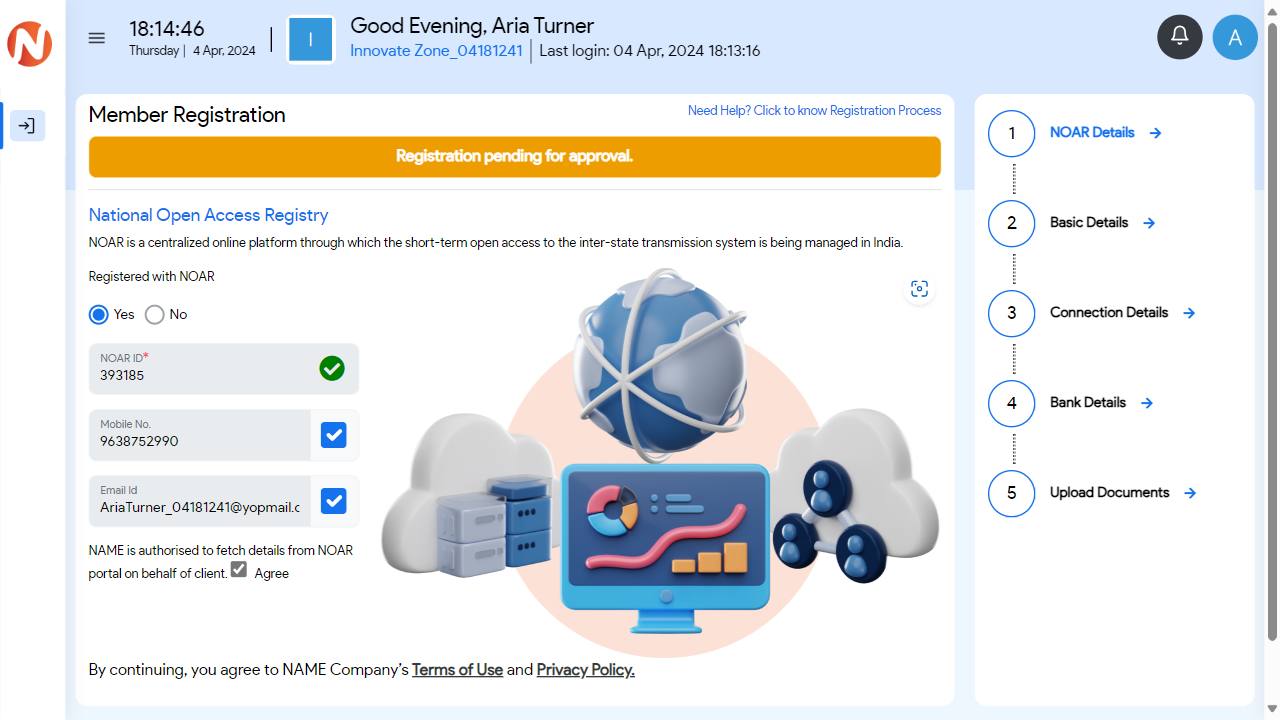 18:14:46
Thursday | 4 Apr, 2024
I
Good Evening, Aria Turner
Innovate Zone_04181241 Last login: 04 Apr, 2024 18:13:16
A
Member Registration
Need Help? Click to know Registration Process
Registration pending for approval.
National Open Access Registry
NOAR is a centralized online platform through which the short-term open access to the inter-state transmission system is being managed in India.
Registered with NOAR
Yes No
NOAR ID*
393185
Mobile No.
9638752990
Email Id
AriaTurner_04181241@yopmail.c
NAME is authorised to fetch details from NOAR
portal on behalf of client. Agree
By continuing, you agree to NAME Company's Terms of Use and Privacy Policy.
1 NOAR Details
2 Basic Details
3 Connection Details
4 Bank Details
5 Upload Documents